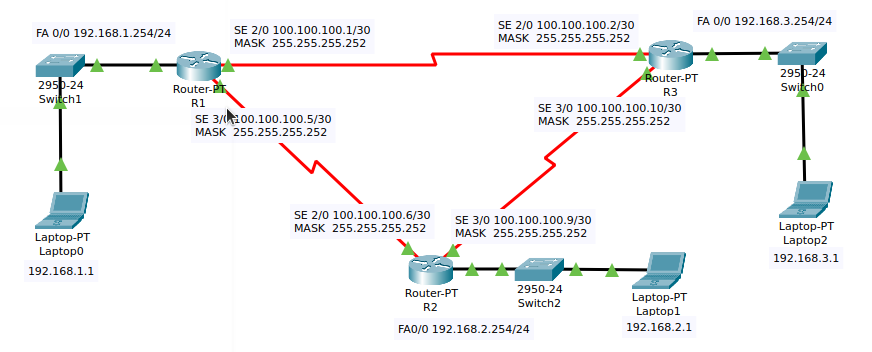 FA 0/0 192.168.1.254/24
SE 2/0 100.100.100.1/30
MASK 255.255.255.252
SE 2/0 100.100.100.2/30
MASK 255.255.255.252
FA 0/0 192.168.3.254/24
2950-24
Switch1
Router-PT
R1
Router-PT
R3
2950-24
Switch0
SE 3/0 100.100.100.5/30
MASK 255.255.255.252
SE 3/0 100.100.100.10/30
MASK 255.255.255.252
Laptop-PT
Laptop0
192.168.1.1
SE 2/0 100.100.100.6/30
MASK 255.255.255.252
SE 3/0 100.100.100.9/30
MASK 255.255.255.252
Laptop-PT
Laptop2
192.168.3.1
Router-PT
R2
2950-24
Switch2
Laptop-PT
Laptop1
192.168.2.1
FA0/0 192.168.2.254/24